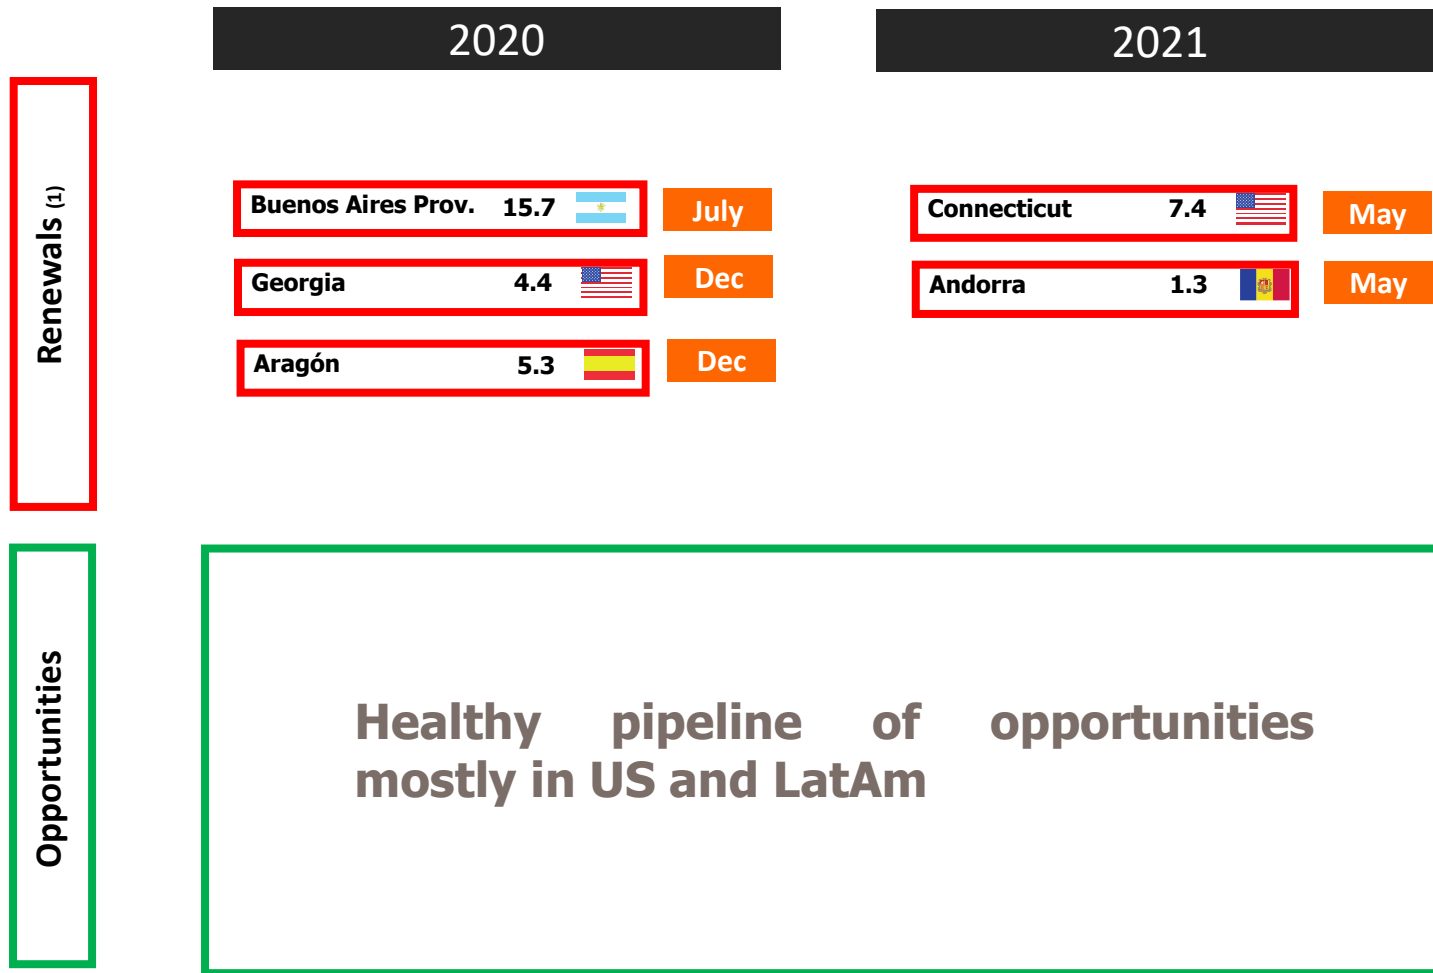 2020
2021
Renewals (1)
Buenos Aires Prov. 15.7 July
Georgia 4.4 Dec
Aragón 5.3 Dec
Connecticut 7.4 May
Andorra 1.3 May
Opportunities
Healthy pipeline of opportunities
mostly in US and LatAm